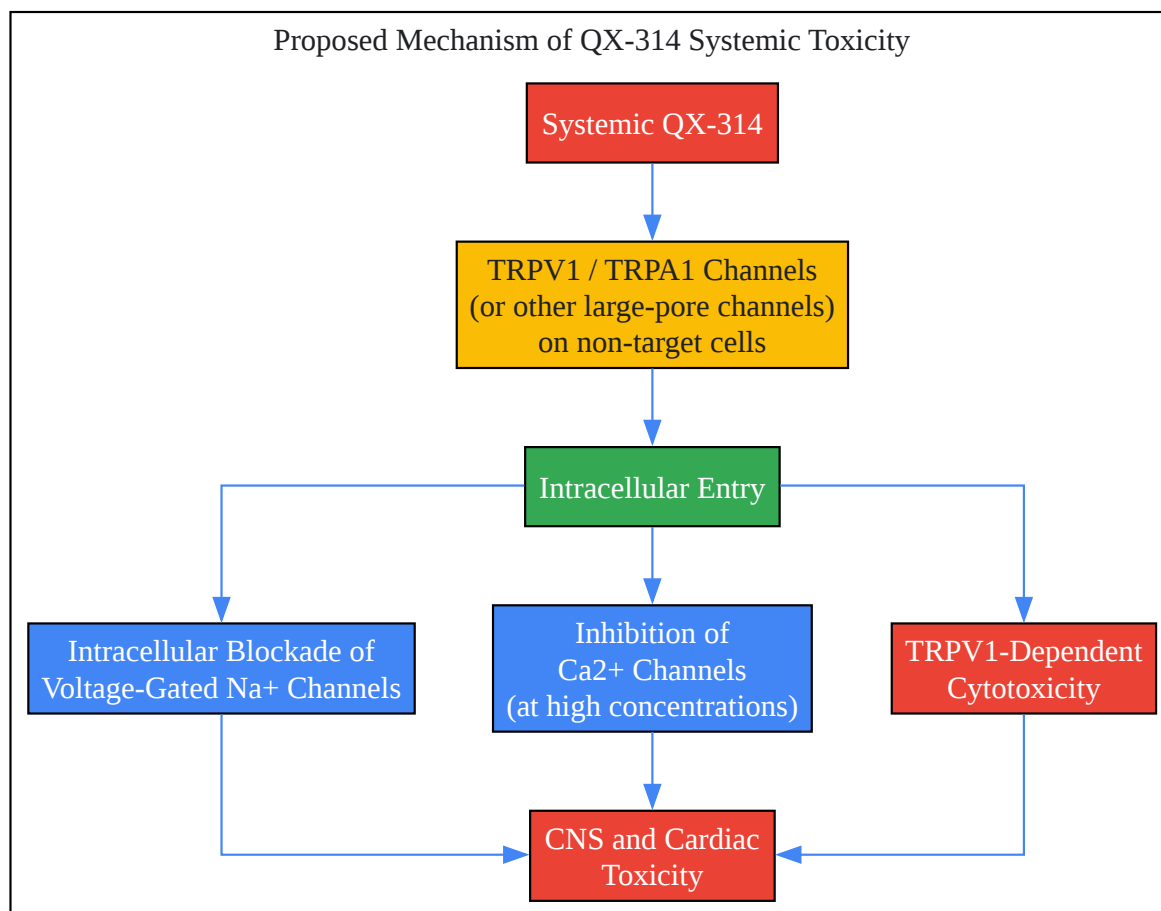 Proposed Mechanism of QX-314 Systemic Toxicity
Systemic QX-314
TRPV1 / TRPA1 Channels
(or other large-pore channels)
on non-target cells
Intracellular Entry
Intracellular Blockade of
Voltage-Gated Na+ Channels
Inhibition of
Ca2+ Channels
(at high concentrations)
TRPV1-Dependent
Cytotoxicity
CNS and Cardiac
Toxicity